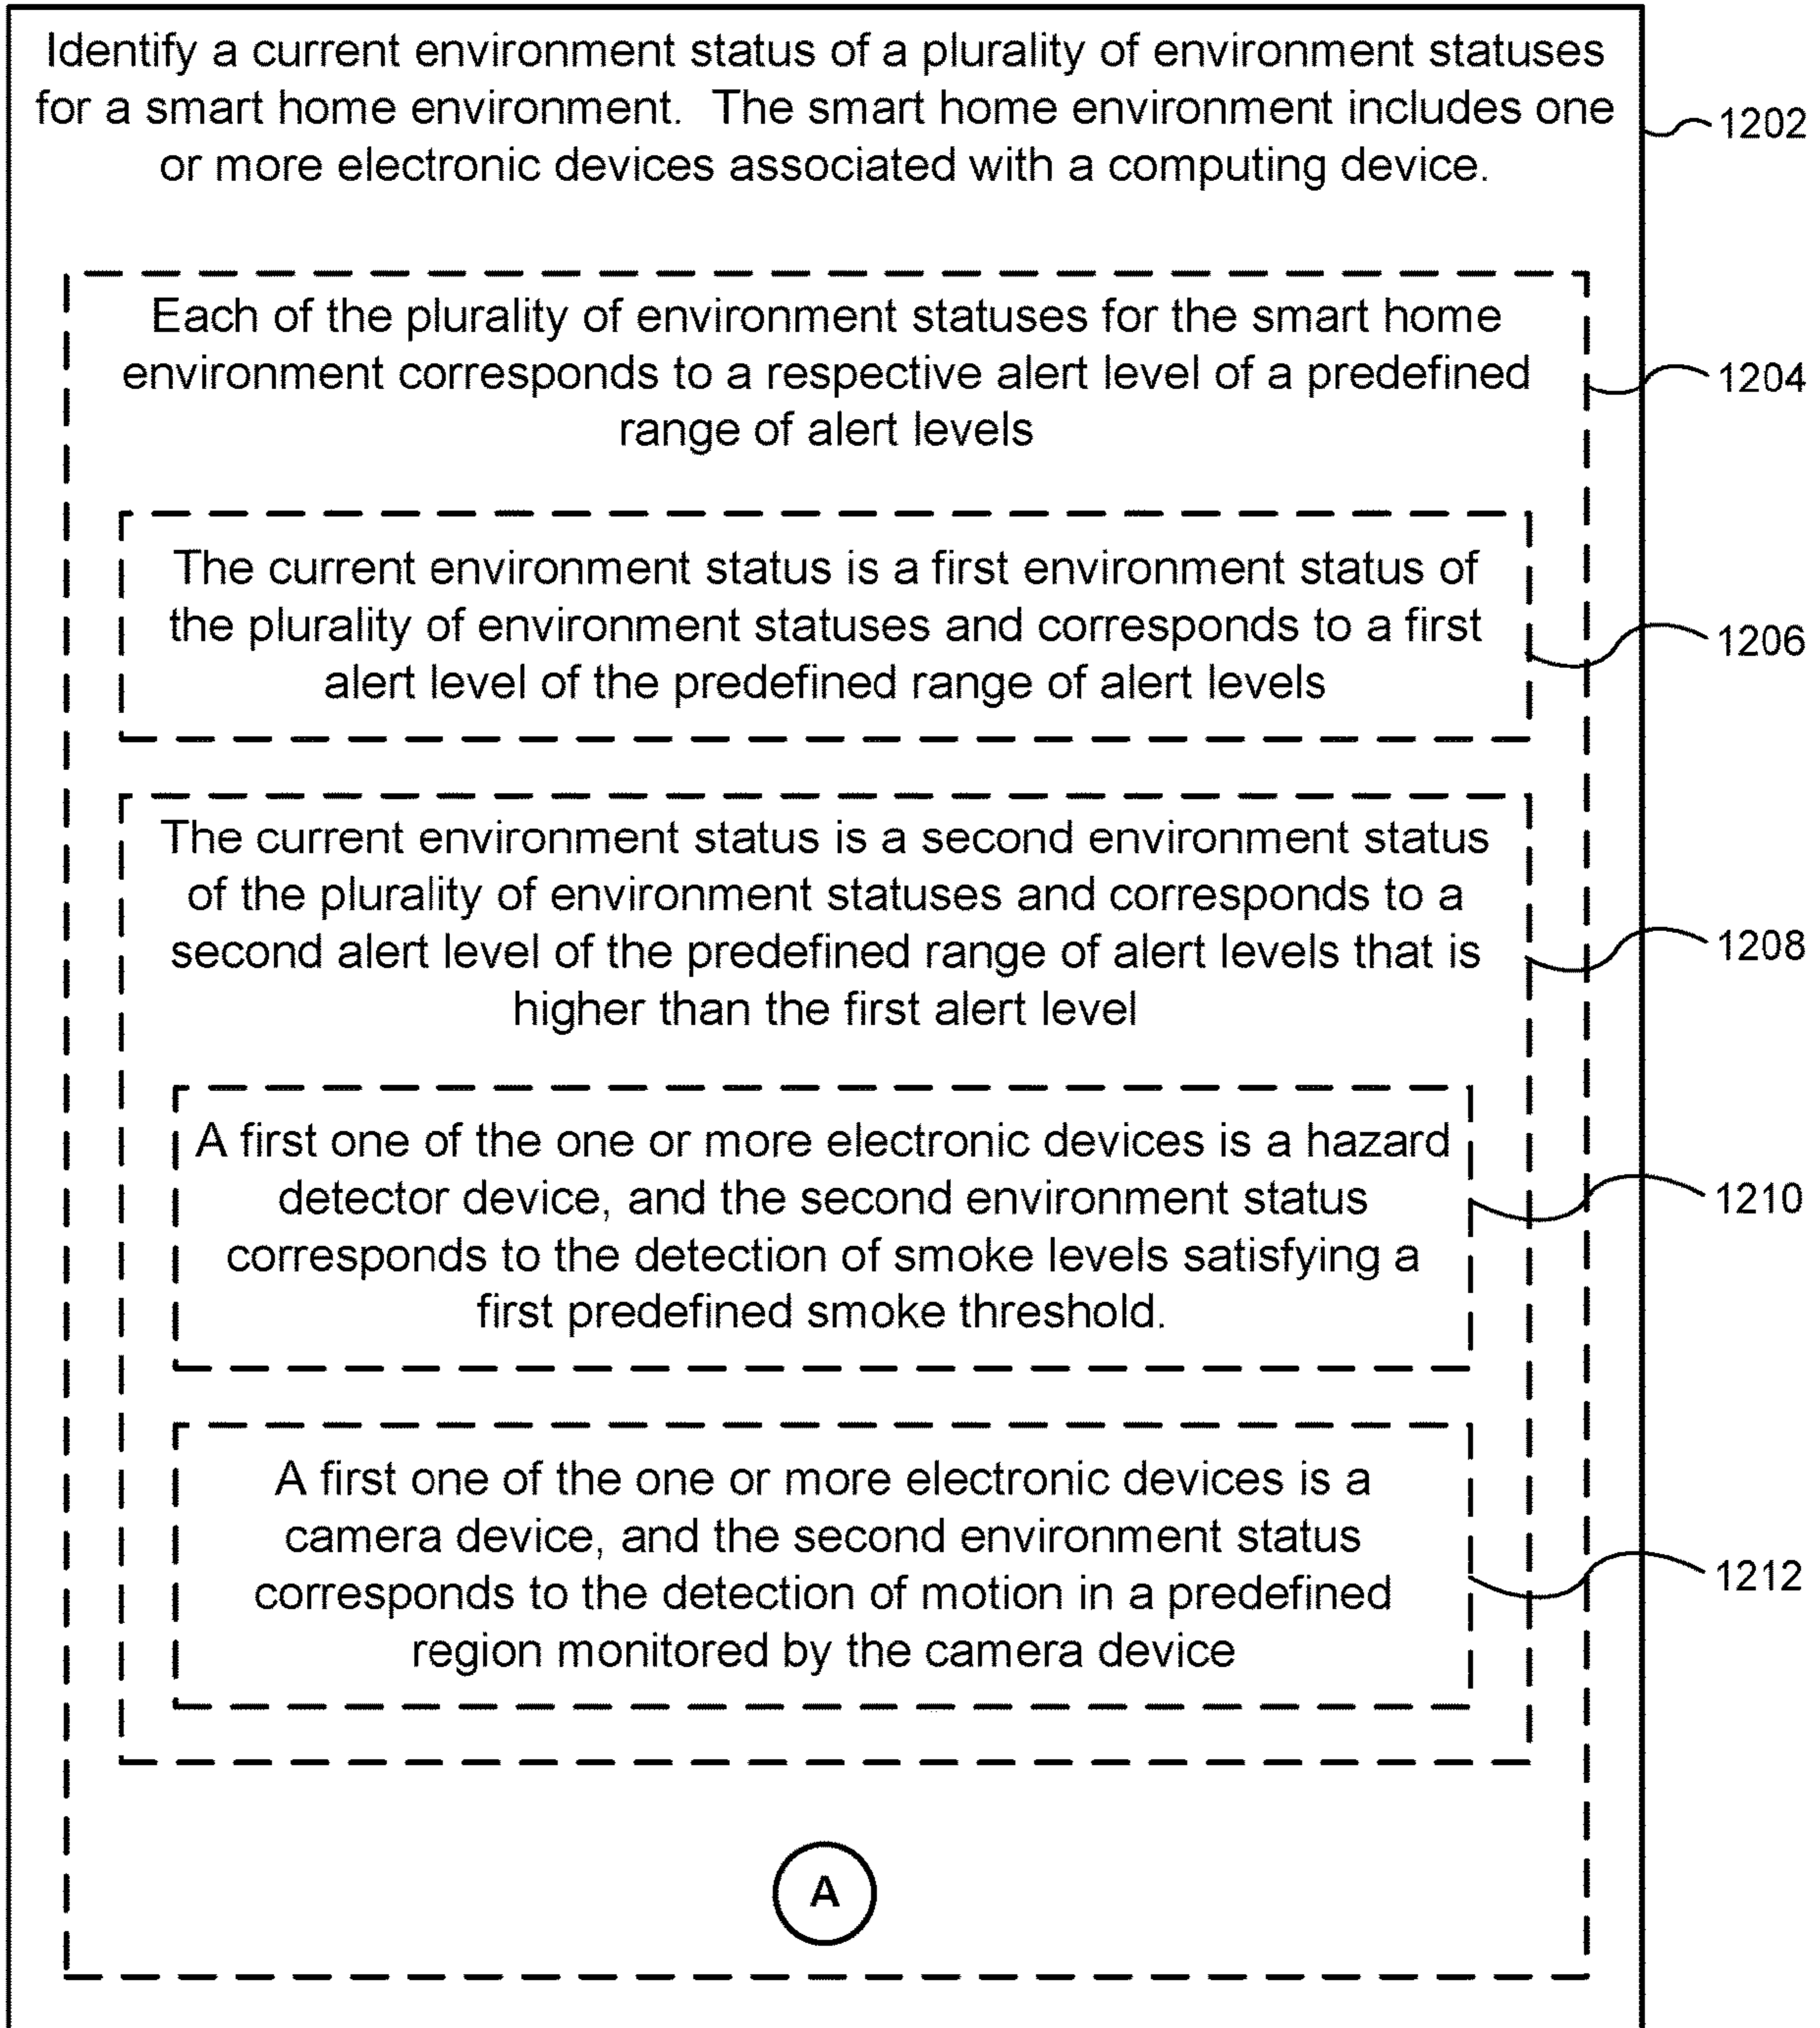 Identify a current environment status of a plurality of environment statuses
for a smart home environment.  The smart home environment includes one
or more electronic devices associated with a computing device.
1202
Each of the plurality of environment statuses for the smart home
environment corresponds to a respective alert level of a predefined
range of alert levels
1204
The current environment status is a first environment status of
the plurality of environment statuses and corresponds to a first
alert level of the predefined range of alert levels
1206
The current environment status is a second environment status
of the plurality of environment statuses and corresponds to a
second alert level of the predefined range of alert levels that is
higher than the first alert level
1208
A first one of the one or more electronic devices is a hazard
detector device, and the second environment status
corresponds to the detection of smoke levels satisfying a
first predefined smoke threshold.
1210
A first one of the one or more electronic devices is a
camera device, and the second environment status
corresponds to the detection of motion in a predefined
region monitored by the camera device
1212
A